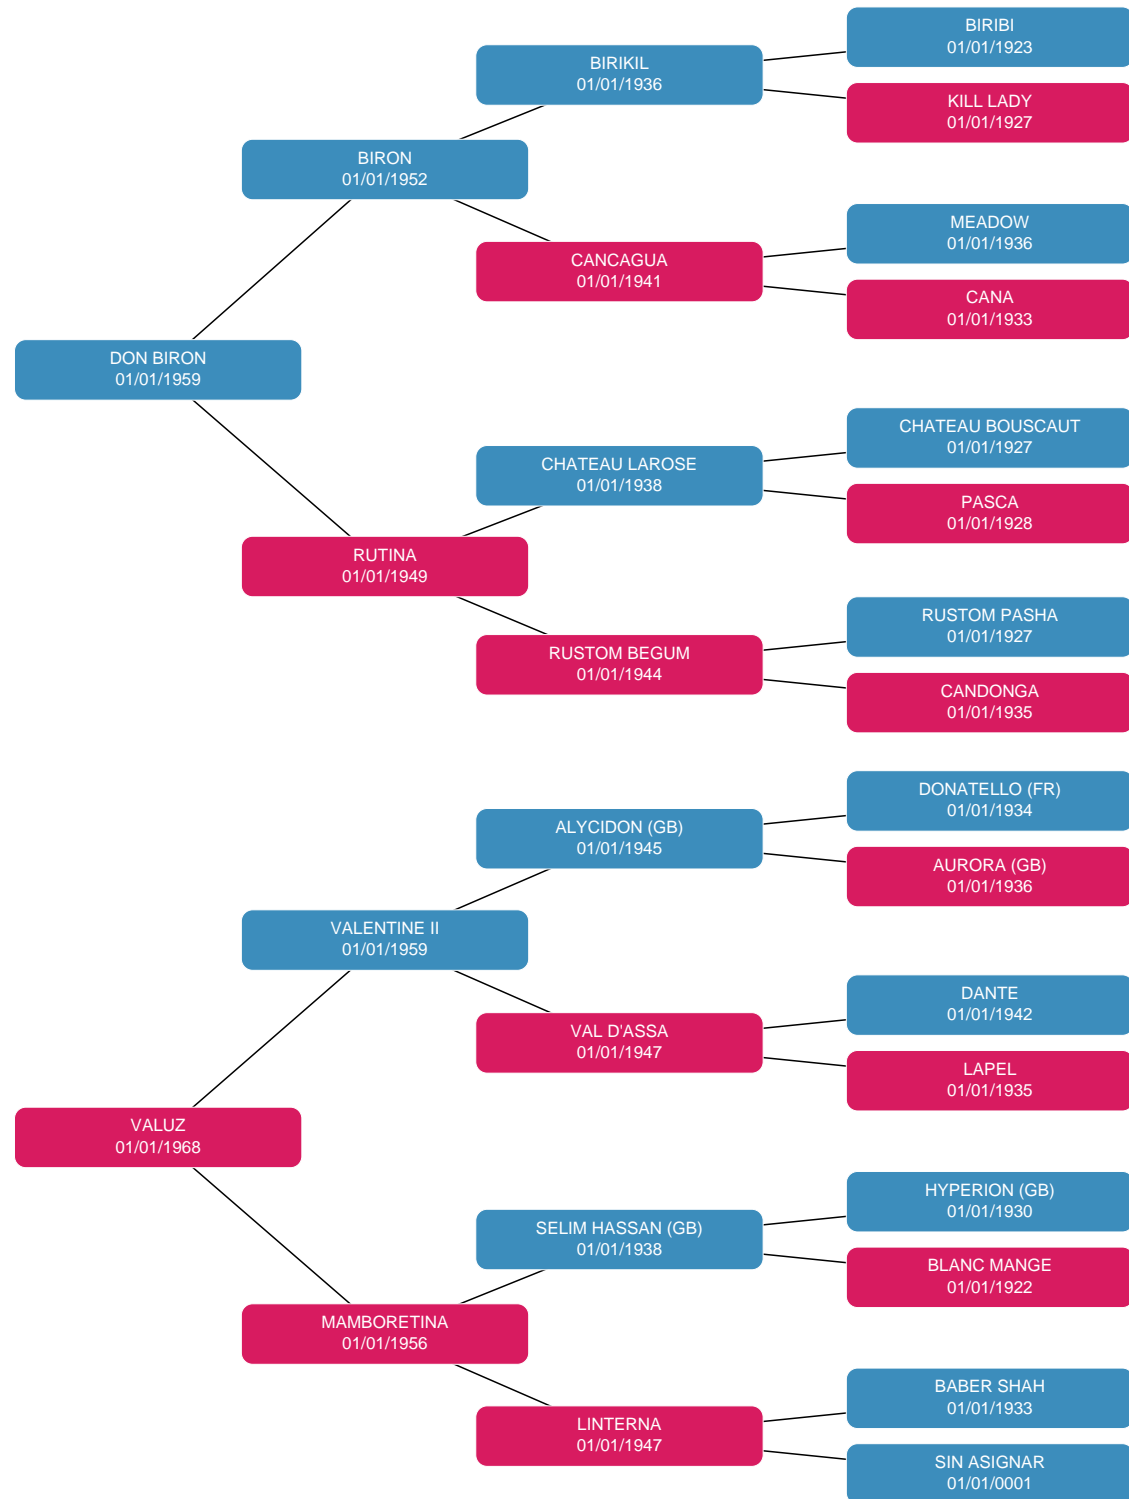 BIRIBI
01/01/1923
BIRIKIL
01/01/1936
KILL LADY
01/01/1927
BIRON
01/01/1952
MEADOW
01/01/1936
CANCAGUA
01/01/1941
CANA
01/01/1933
DON BIRON
01/01/1959
CHATEAU BOUSCAUT
01/01/1927
CHATEAU LAROSE
01/01/1938
PASCA
01/01/1928
RUTINA
01/01/1949
RUSTOM PASHA
01/01/1927
RUSTOM BEGUM
01/01/1944
CANDONGA
01/01/1935
DONATELLO (FR)
01/01/1934
ALYCIDON (GB)
01/01/1945
AURORA (GB)
01/01/1936
VALENTINE II
01/01/1959
DANTE
01/01/1942
VAL D'ASSA
01/01/1947
LAPEL
01/01/1935
VALUZ
01/01/1968
HYPERION (GB)
01/01/1930
SELIM HASSAN (GB)
01/01/1938
BLANC MANGE
01/01/1922
MAMBORETINA
01/01/1956
BABER SHAH
01/01/1933
LINTERNA
01/01/1947
SIN ASIGNAR
01/01/0001